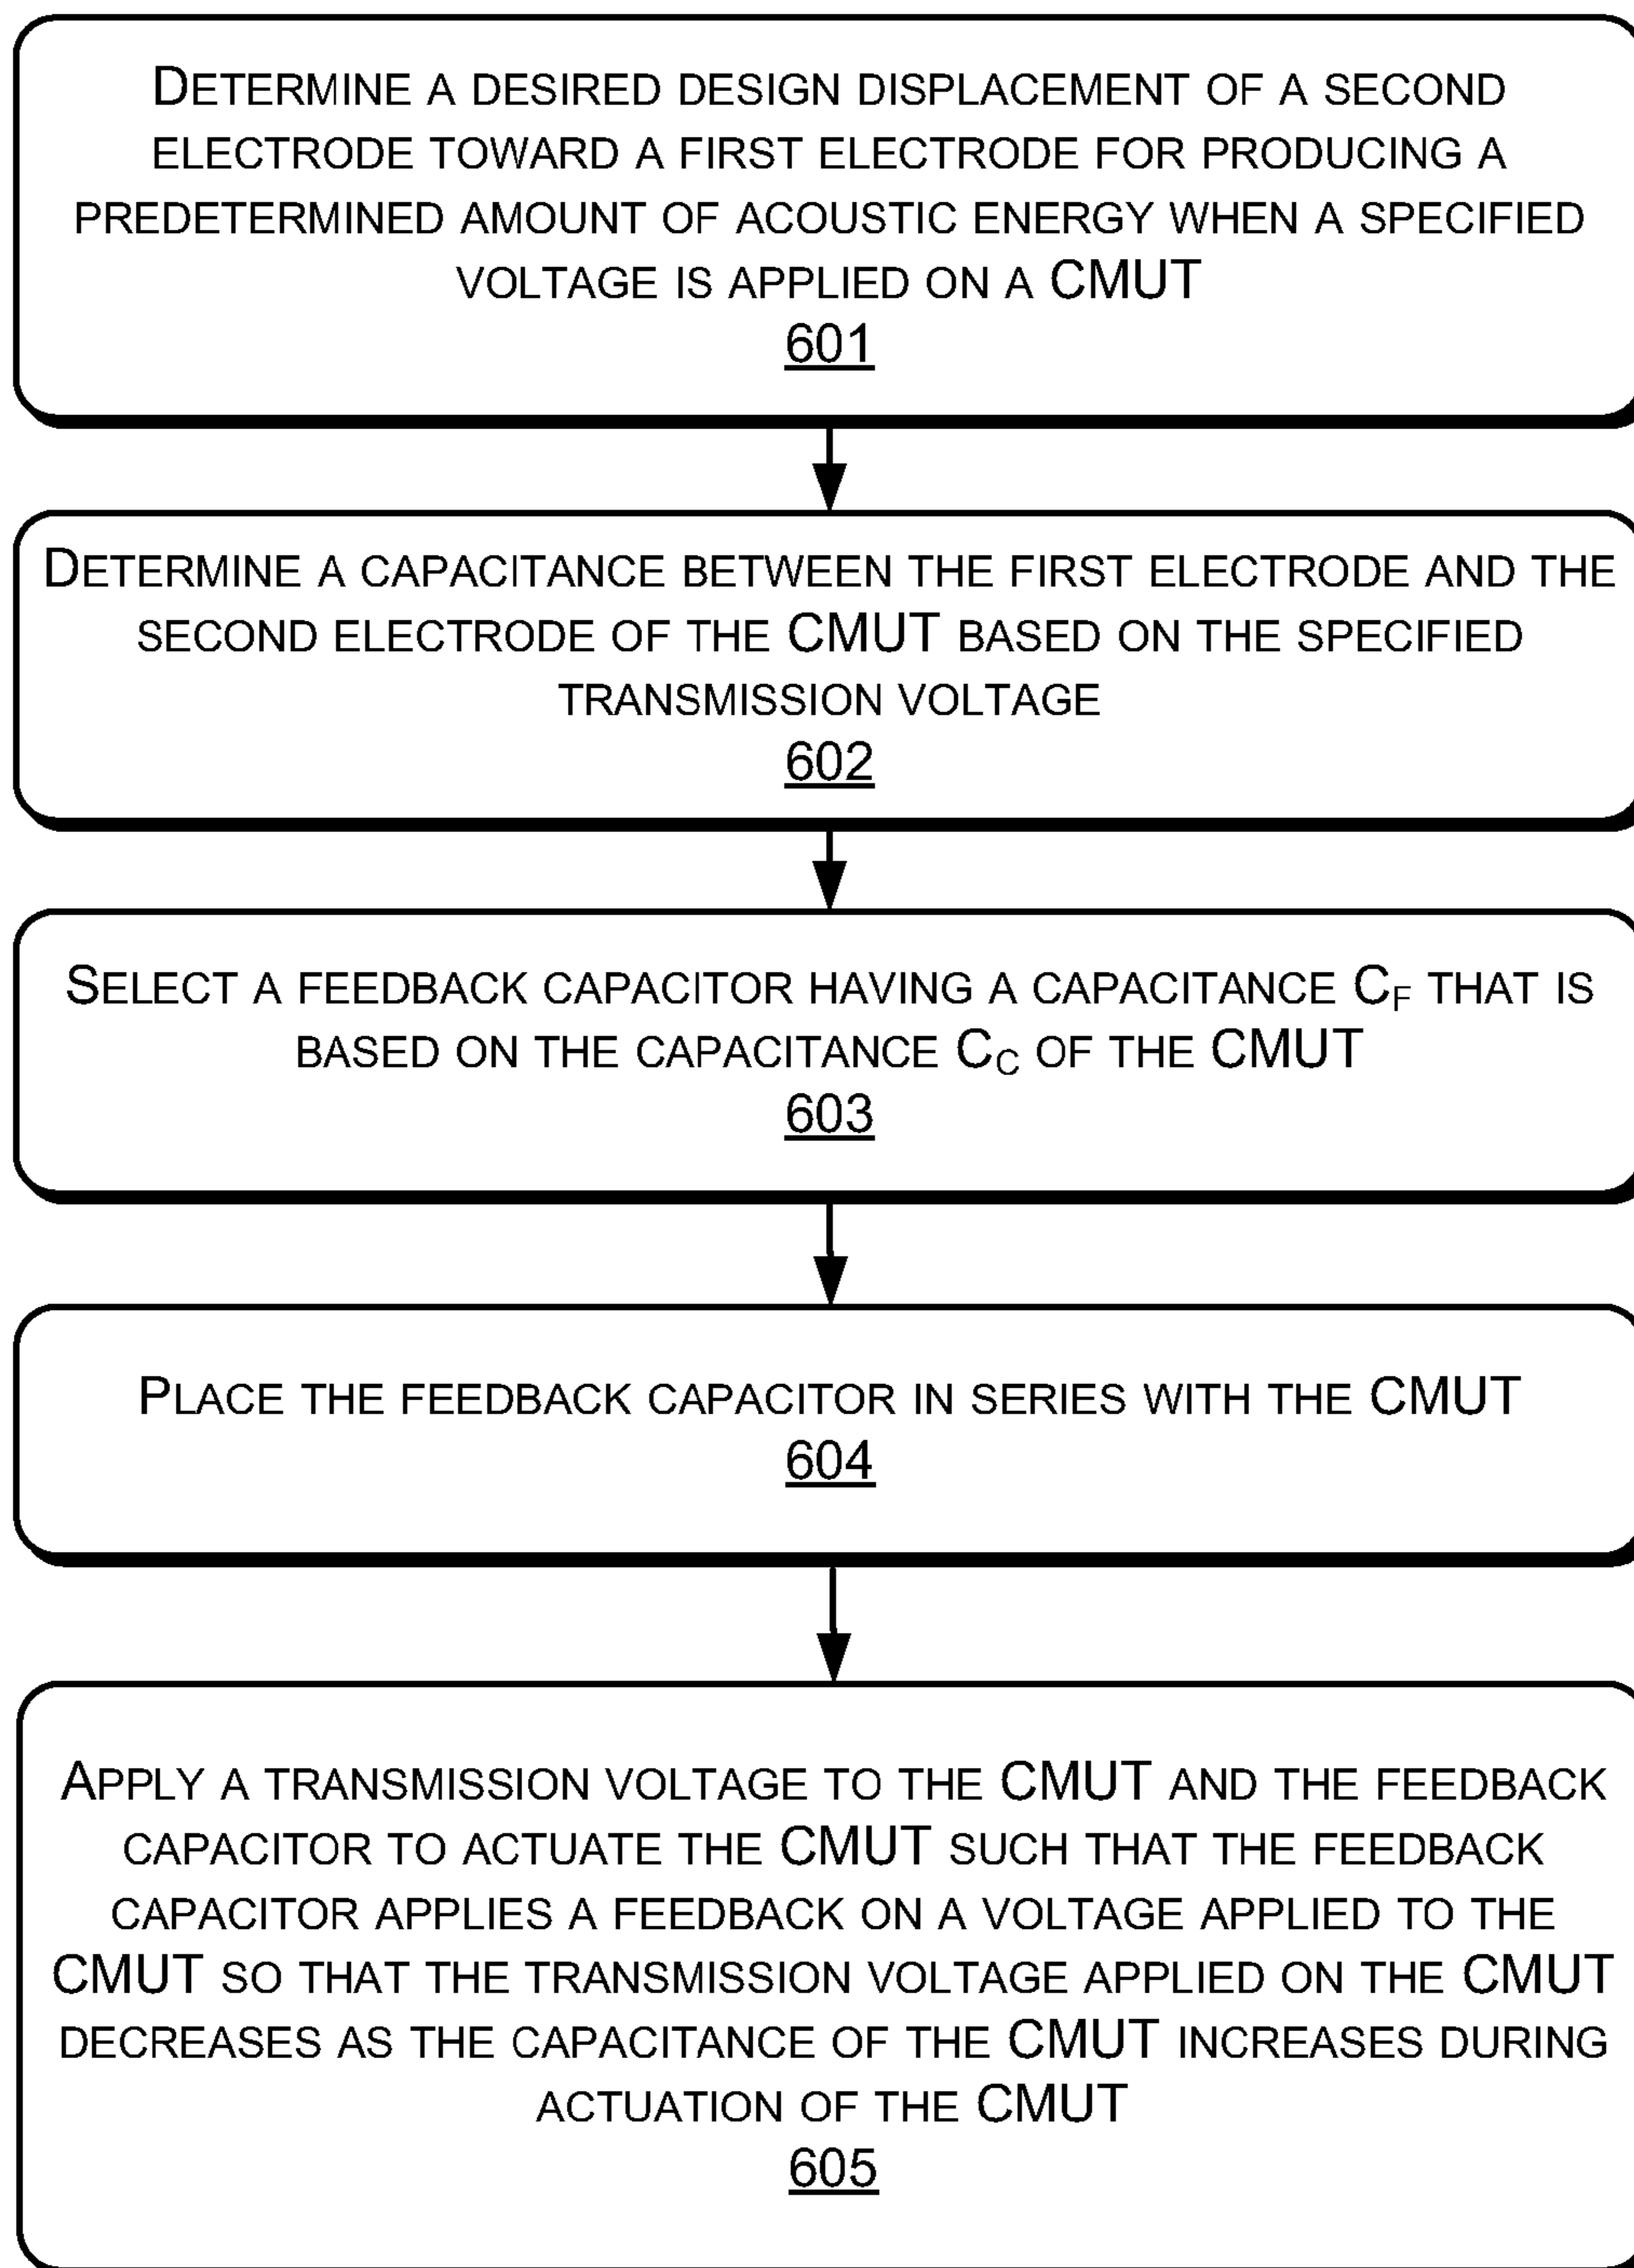 DETERMINE A DESIRED DESIGN DISPLACEMENT OF A SECOND
ELECTRODE TOWARD A FIRST ELECTRODE FOR PRODUCING A
PREDETERMINED AMOUNT OF ACOUSTIC ENERGY WHEN A SPECIFIED
VOLTAGE IS APPLIED ON A CMUT
601
DETERMINE A CAPACITANCE BETWEEN THE FIRST ELECTRODE AND THE
SECOND ELECTRODE OF THE CMUT BASED ON THE SPECIFIED
TRANSMISSION VOLTAGE
602
SELECT A FEEDBACK CAPACITOR HAVING A CAPACITANCE CF THAT IS
BASED ON THE CAPACITANCE CC OF THE CMUT
603
PLACE THE FEEDBACK CAPACITOR IN SERIES WITH THE CMUT
604
APPLY A TRANSMISSION VOLTAGE TO THE CMUT AND THE FEEDBACK
CAPACITOR TO ACTUATE THE CMUT SUCH THAT THE FEEDBACK
CAPACITOR APPLIES A FEEDBACK ON A VOLTAGE APPLIED TO THE
CMUT SO THAT THE TRANSMISSION VOLTAGE APPLIED ON THE CMUT
DECREASES AS THE CAPACITANCE OF THE CMUT INCREASES DURING
ACTUATION OF THE CMUT
605